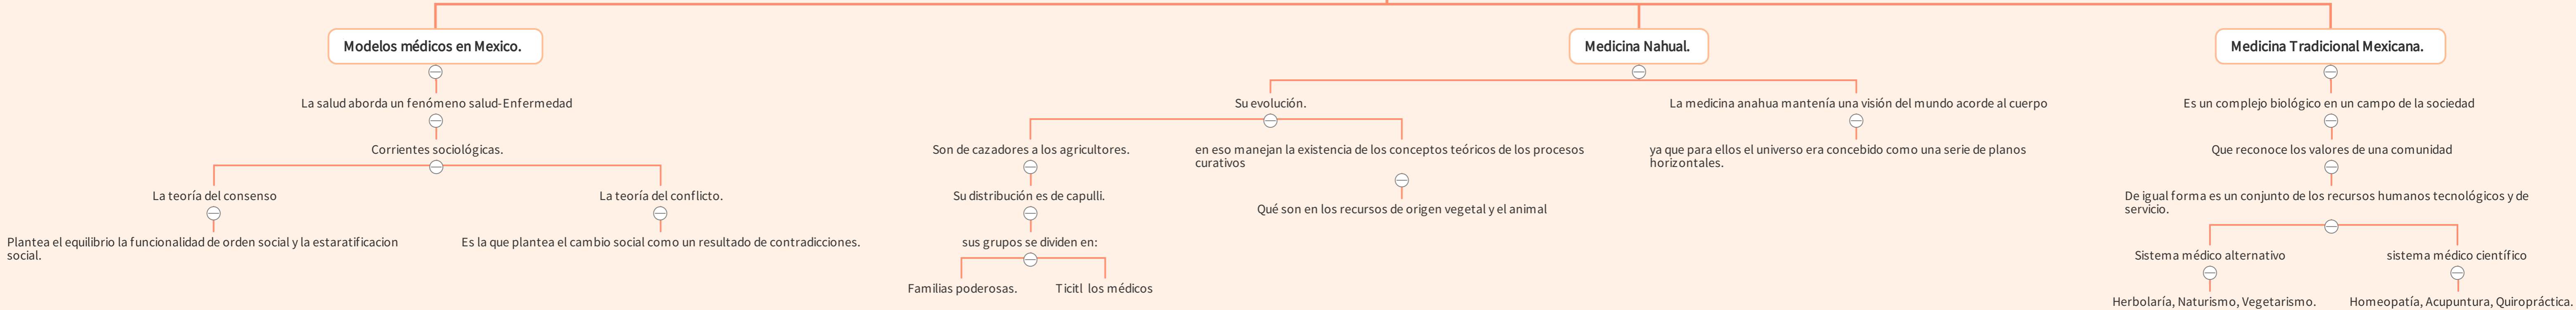 Modelos médicos en Mexico.
Medicina Nahual.
Medicina Tradicional Mexicana.
La salud aborda un fenómeno salud-Enfermedad
Su evolución.
La medicina anahua mantenía una visión del mundo acorde al cuerpo
Es un complejo biológico en un campo de la sociedad
Corrientes sociológicas.
Son de cazadores a los agricultores.
en eso manejan la existencia de los conceptos teóricos de los procesos
curativos
ya que para ellos el universo era concebido como una serie de planos
horizontales.
Que reconoce los valores de una comunidad
La teoría del consenso
La teoría del conflicto.
Su distribución es de capulli.
Qué son en los recursos de origen vegetal y el animal
De igual forma es un conjunto de los recursos humanos tecnológicos y de
servicio.
Plantea el equilibrio la funcionalidad de orden social y la estaratificacion
social.
Es la que plantea el cambio social como un resultado de contradicciones.
sus grupos se dividen en:
Sistema médico alternativo
sistema médico científico
Familias poderosas.
Ticitl los médicos
Herbolaría, Naturismo, Vegetarismo.
Homeopatía, Acupuntura, Quiropráctica.